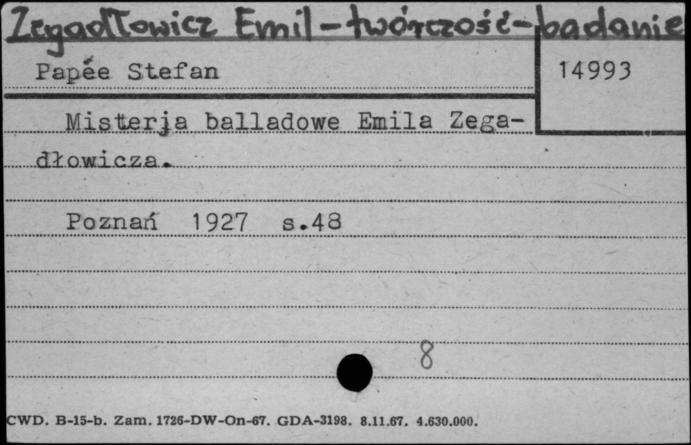 Zegadłowicz Emil - twórczość - badanie
Papée Stefan
14993
Misterja balladowe Emila Zega-
dłowicza.
Poznań 1927 s.48
8
CWD. B-15-b. Zam. 1726-DW-On-67. GDA-3198. 8.11.67. 4.630.000.